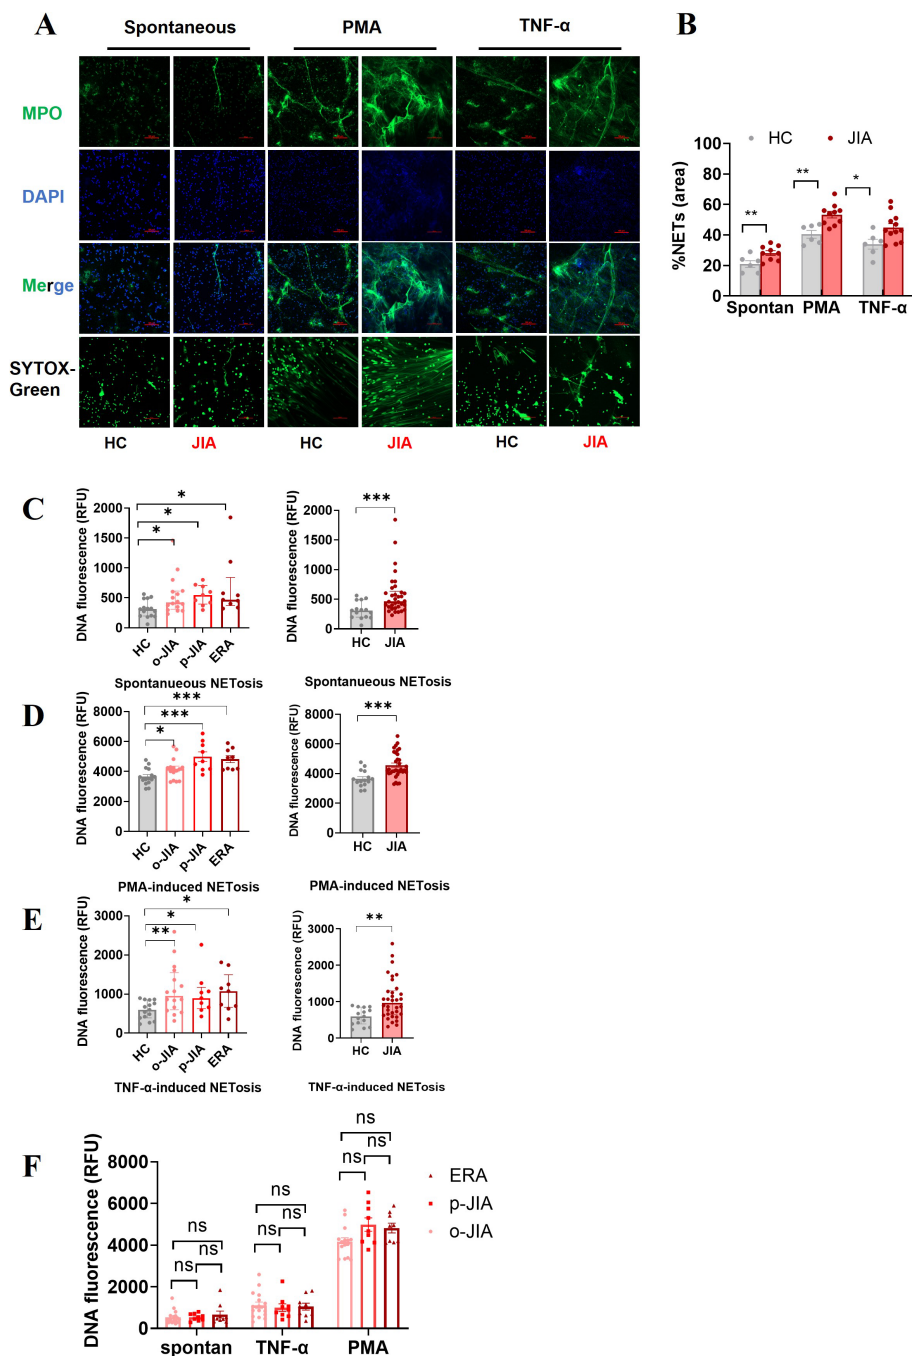 A
Spontaneous PMA TNF-α
MPO
DAPI
Merge
SYTOX-
Green
HC JIA HC JIA HC JIA
B
HC JIA
%NETs (area)
100
80
60
40
20
0
** ** *
Spontan PMA TNF-α
C
DNA fluorescence (RFU)
2000
1500
1000
500
0
*
*
*
HC o-JIA p-JIA ERA
Spontanueous NETosis
DNA fluorescence (RFU)
2000
1500
1000
500
0
***
HC JIA
Spontanueous NETosis
D
DNA fluorescence (RFU)
8000
6000
4000
2000
0
***
***
*
HC o-JIA p-JIA ERA
PMA-induced NETosis
DNA fluorescence (RFU)
8000
6000
4000
2000
0
***
HC JIA
PMA-induced NETosis
E
DNA fluorescence (RFU)
3000
2000
1000
0
*
*
**
HC o-JIA p-JIA ERA
TNF-α-induced NETosis
DNA fluorescence (RFU)
3000
2000
1000
0
**
HC JIA
TNF-α-induced NETosis
F
DNA fluorescence (RFU)
8000
6000
4000
2000
0
ns
ns
ns
ns
ns
ns
ns
ns
ns
spontan TNF-α PMA
ERA
p-JIA
o-JIA